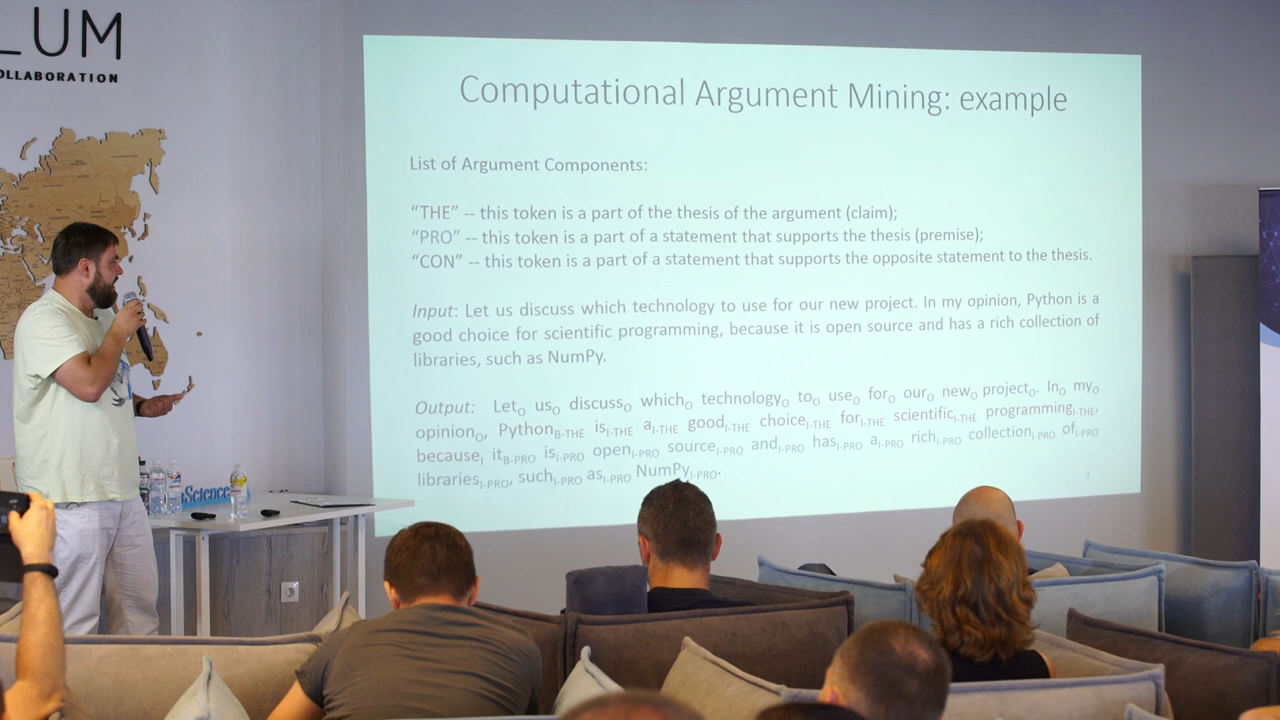 LUM
OLLABORATION
Computational Argument Mining: example
List of Argument Components:
“THE” -- this token is a part of the thesis of the argument (claim);
“PRO” -- this token is a part of a statement that supports the thesis (premise);
“CON” -- this token is a part of a statement that supports the opposite statement to the thesis.
Input: Let us discuss which technology to use for our new project. In my opinion, Python is a
good choice for scientific programming, because it is open source and has a rich collection of
libraries, such as NumPy.
Output: LetO usO discussO whichO technologyO toO useO forO ourO newO projectO. InO myO
opinionO, PythonB-THE isI-THE aI-THE goodI-THE choiceI-THE forI-THE scientificI-THE programmingI-THE,
becauseI itB-PRO isI-PRO openI-PRO sourceI-PRO andI-PRO hasI-PRO aI-PRO richI-PRO collectionI-PRO ofI-PRO
librariesI-PRO, suchI-PRO asI-PRO NumPyI-PRO.
7
Science